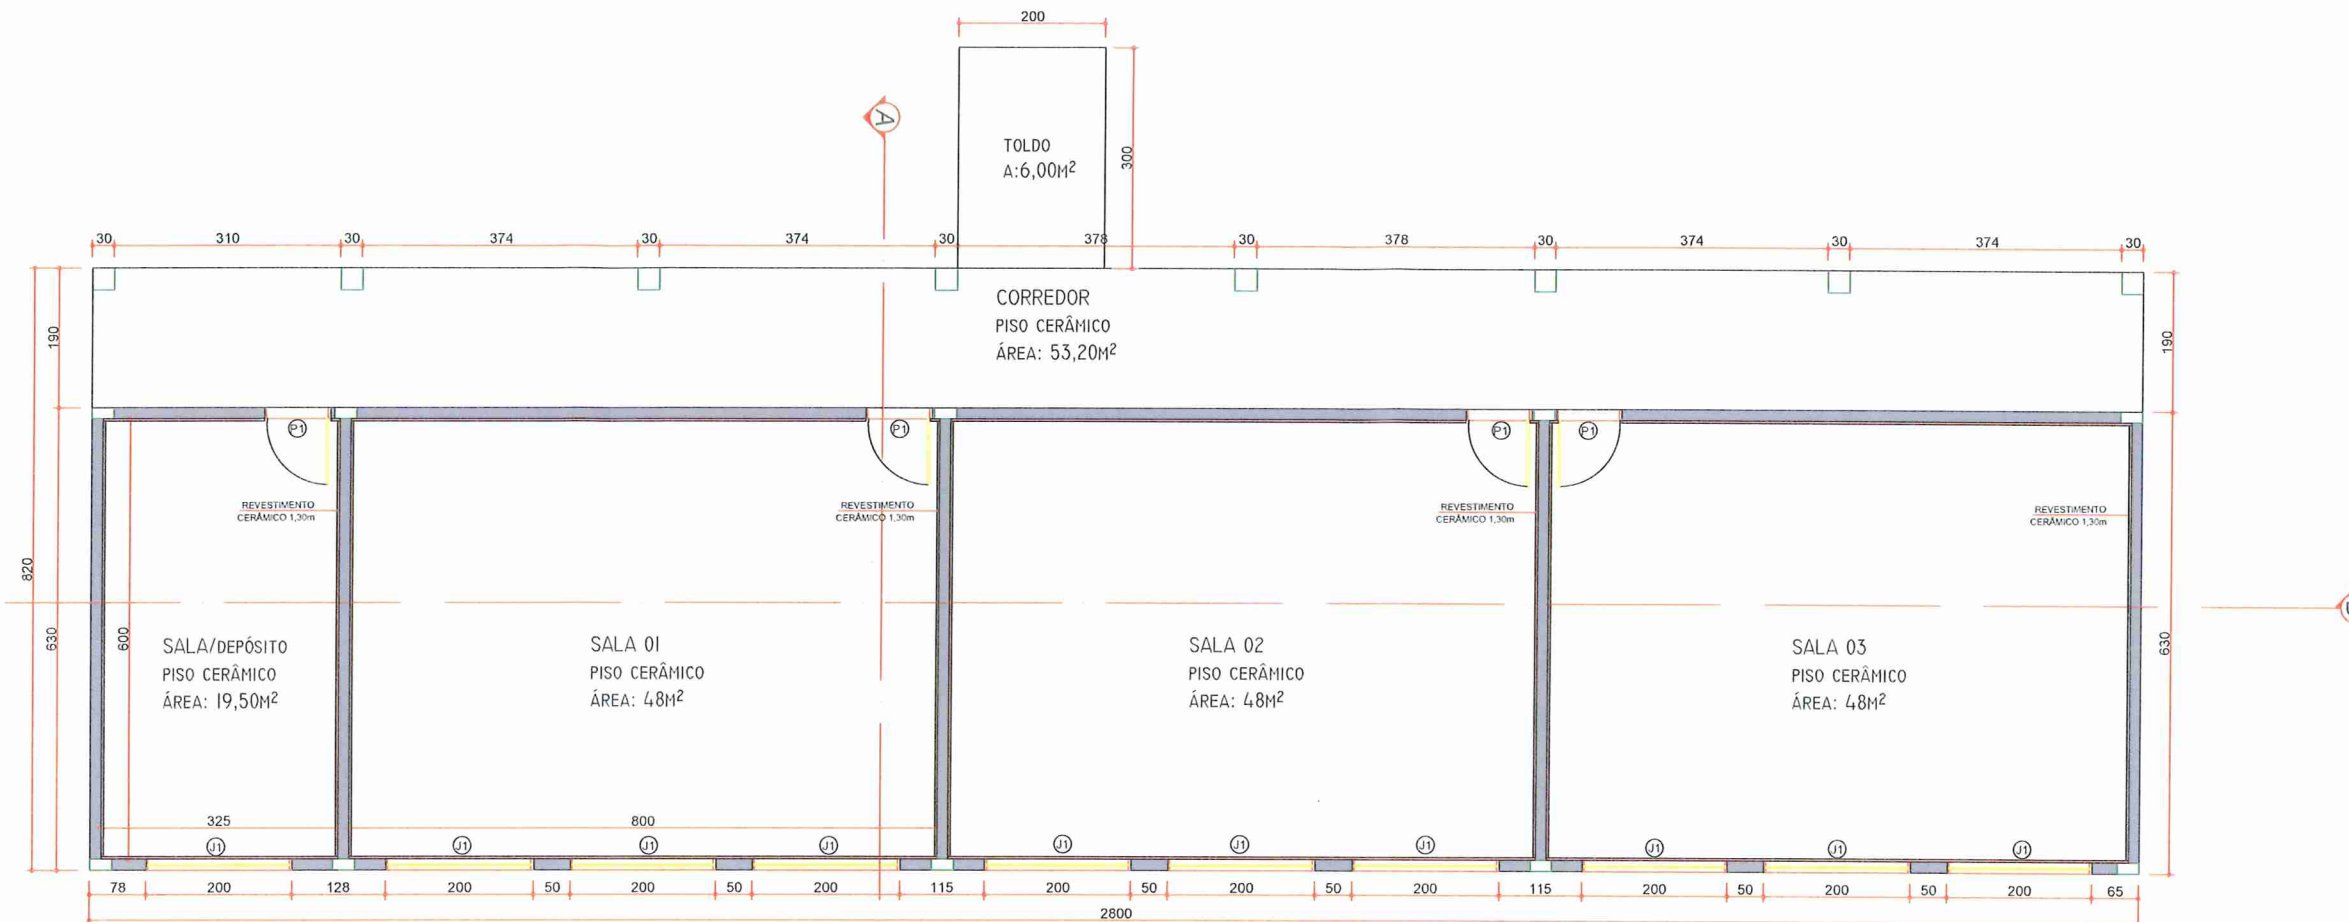 200
A
TOLDO
A:6,00M²
300
30 310 30 374 30 374 30 378 30 378 30 374 30 374 30
CORREDOR
PISO CERÂMICO
ÁREA: 53,20M²
190
190
P1
P1
P1
P1
REVESTIMENTO
CERÂMICO 1,30m
REVESTIMENTO
CERÂMICO 1,30m
REVESTIMENTO
CERÂMICO 1,30m
REVESTIMENTO
CERÂMICO 1,30m
820
630
600
630
SALA/DEPÓSITO
PISO CERÂMICO
ÁREA: 19,50M²
SALA 01
PISO CERÂMICO
ÁREA: 48M²
SALA 02
PISO CERÂMICO
ÁREA: 48M²
SALA 03
PISO CERÂMICO
ÁREA: 48M²
325
800
J1 J1 J1 J1 J1 J1 J1 J1 J1 J1
78 200 128 200 50 200 50 200 115 200 50 200 50 200 115 200 50 200 50 200 65
2800